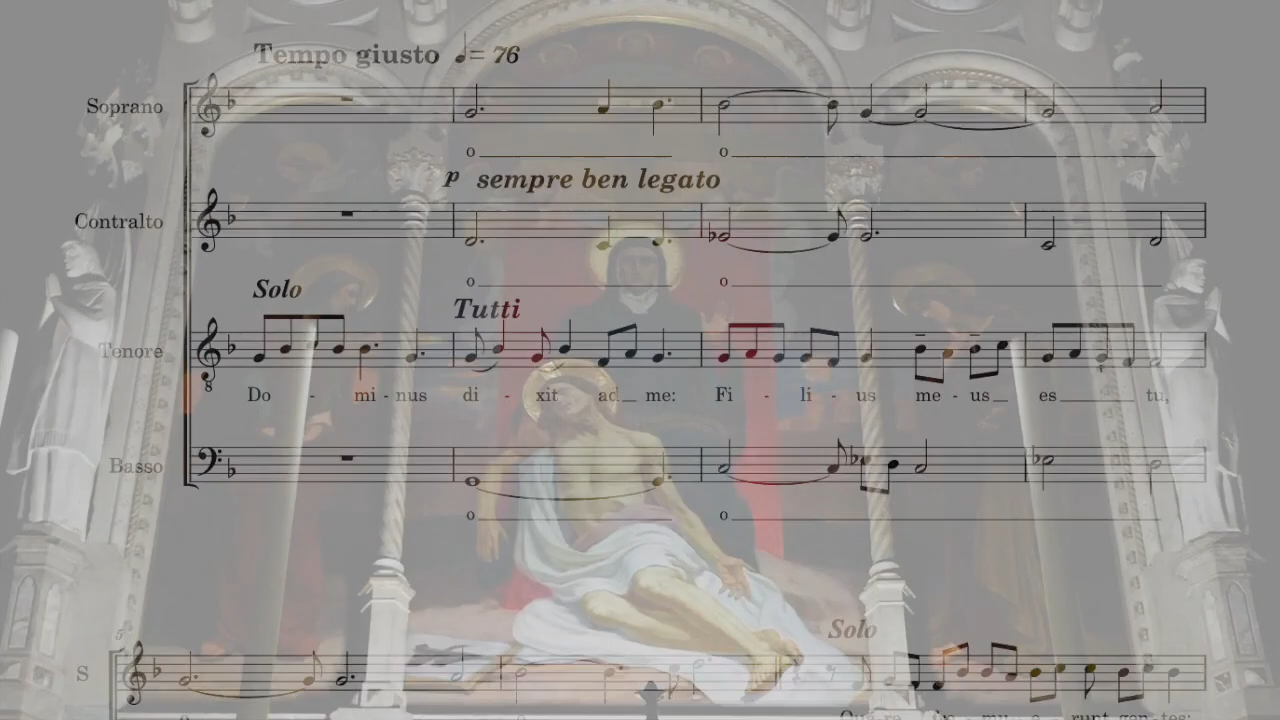 Tempo giusto ♩= 76
Soprano
o o
p sempre ben legato
Contralto
o o
Solo
Tutti
Tenore
8
Do - mi - nus di - xit ad me: Fi - li - us me - us es tu,
Basso
o o
5
Solo
S